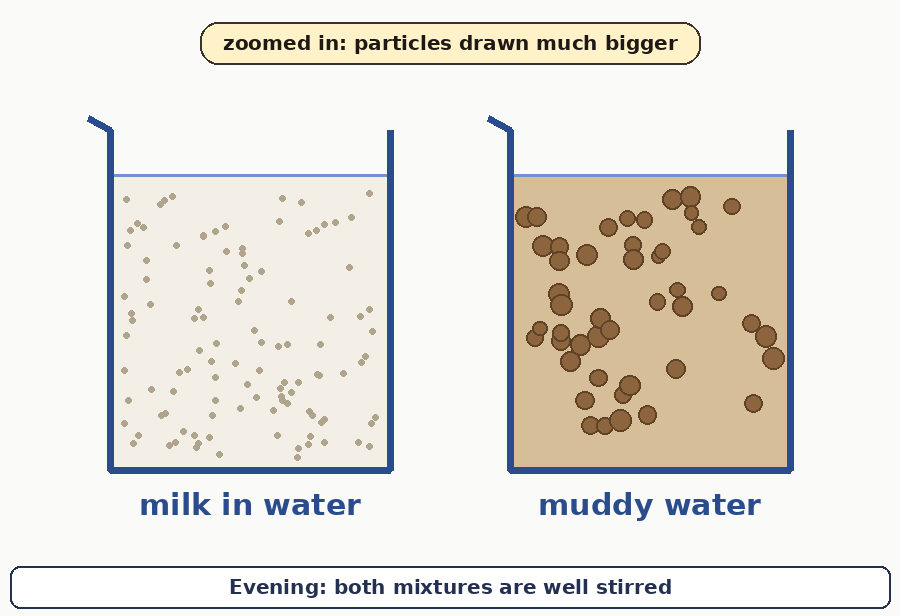 zoomed in: particles drawn much bigger
milk in water
muddy water
Evening: both mixtures are well stirred